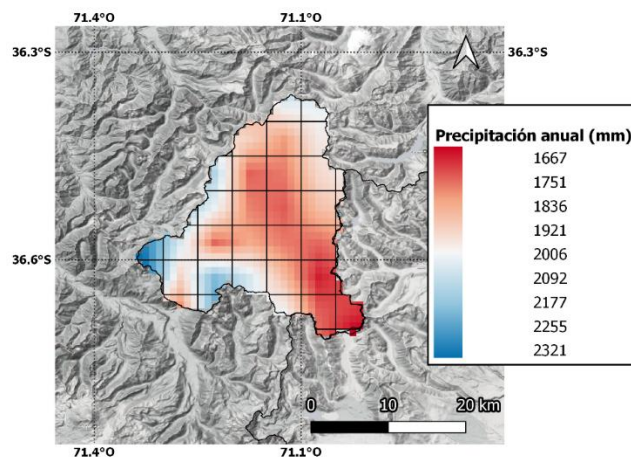 71.4°O 71.1°O
36.3°S 36.3°S
Precipitación anual (mm)
1667
1751
1836
1921
2006
2092
2177
2255
2321
36.6°S
0 10 20 km
71.4°O 71.1°O